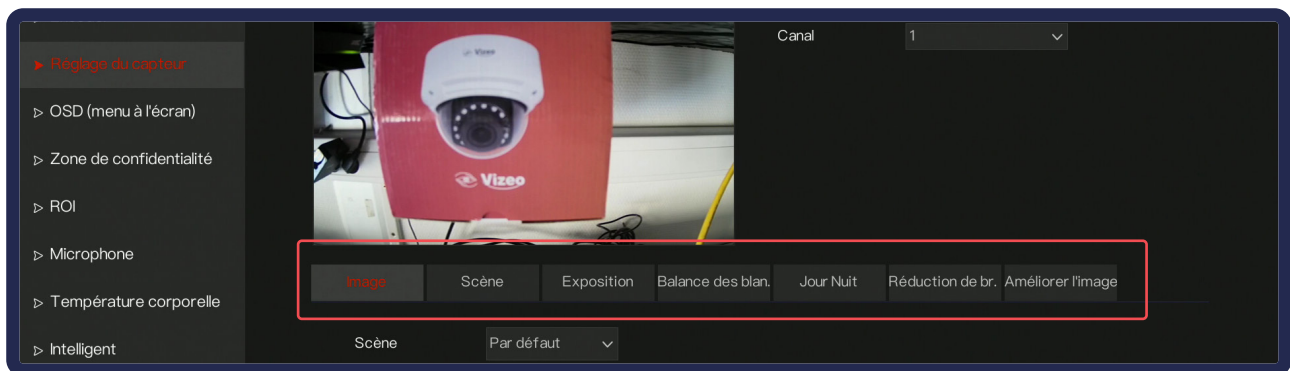 Reglage du capteur
OSD (menu à l'écran)
Zone de confidentialité
ROI
Microphone
Température corporelle
Intelligent
Vizeo
Vizeo
Canal 1
Image Scène Exposition Balance des blan. Jour Nuit Réduction de br. Améliorer l'image
Scène Par défaut